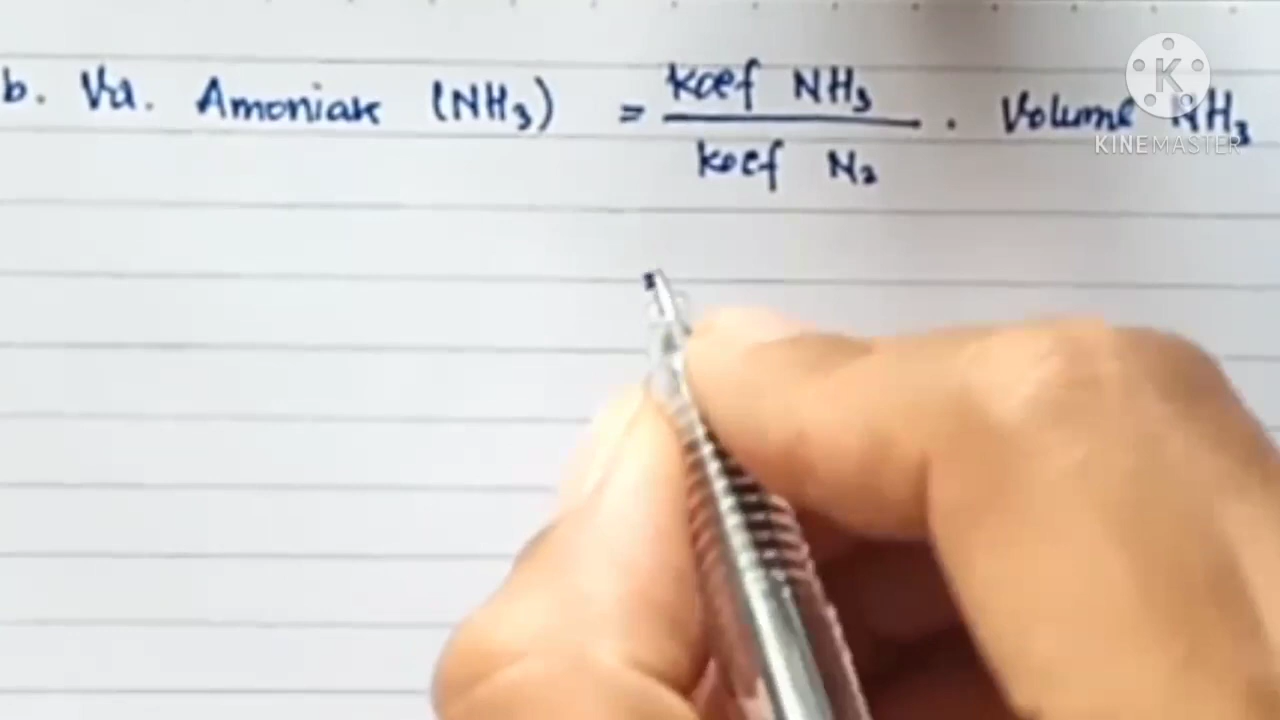 b. Vol. Amoniak (NH₃) = koef NH₃ / koef N₂ . Volume NH₃
KINEMASTER